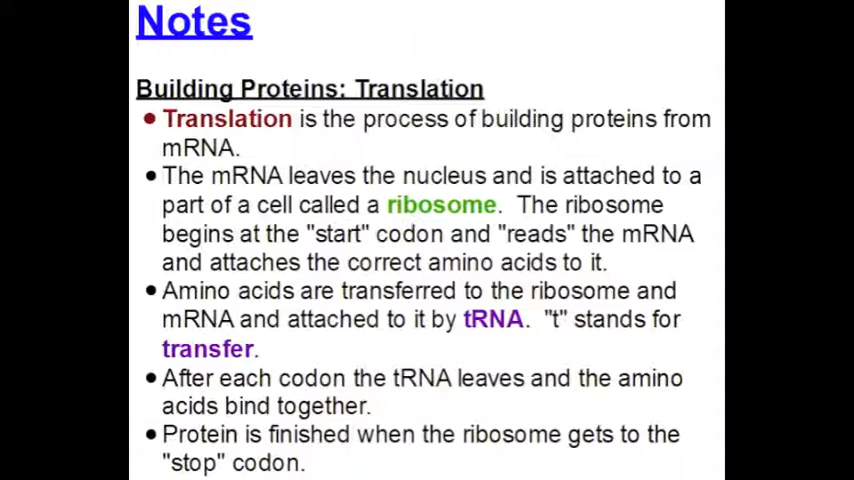 Notes
Building Proteins: Translation
• Translation is the process of building proteins from
mRNA.
• The mRNA leaves the nucleus and is attached to a
part of a cell called a ribosome.  The ribosome
begins at the "start" codon and "reads" the mRNA
and attaches the correct amino acids to it.
• Amino acids are transferred to the ribosome and
mRNA and attached to it by tRNA.  "t" stands for
transfer.
• After each codon the tRNA leaves and the amino
acids bind together.
• Protein is finished when the ribosome gets to the
"stop" codon.